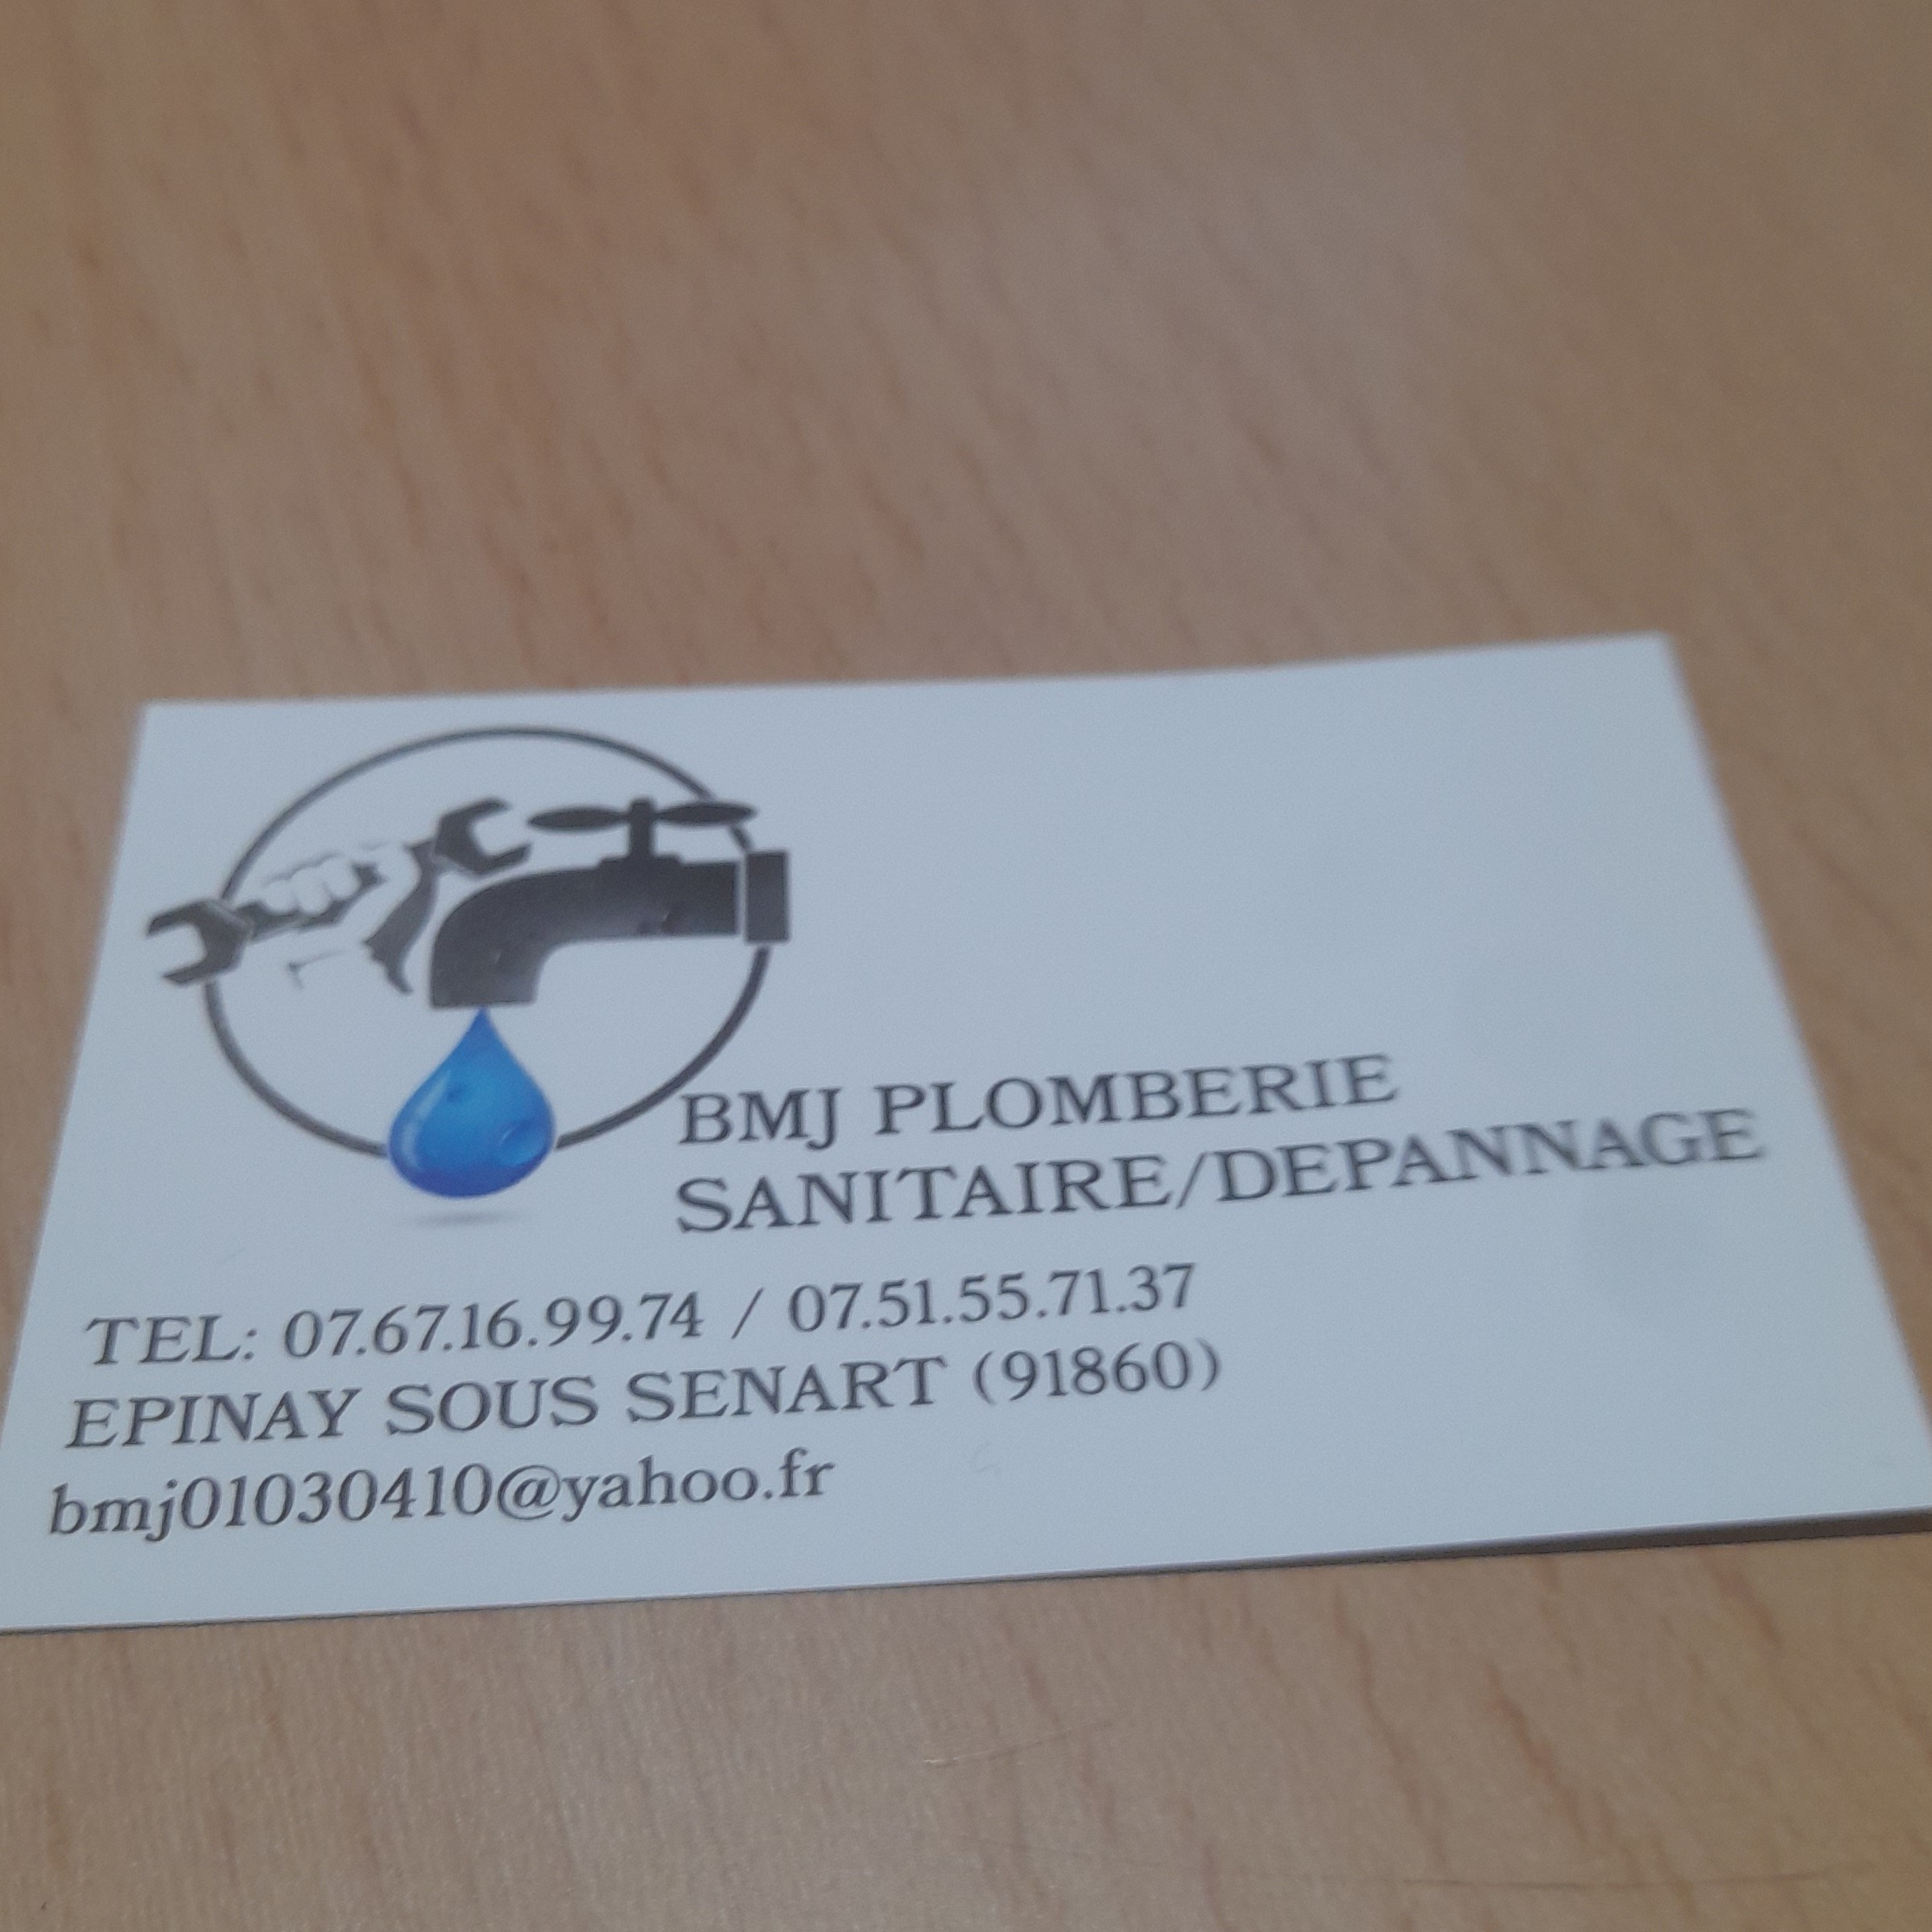 BMJ PLOMBERIE
SANITAIRE/DEPANNAGE
TEL: 07.67.16.99.74 / 07.51.55.71.37
EPINAY SOUS SENART (91860)
bmj01030410@yahoo.fr